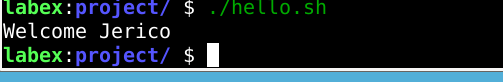 labex:project/ $ ./hello.sh
Welcome Jerico
labex:project/ $